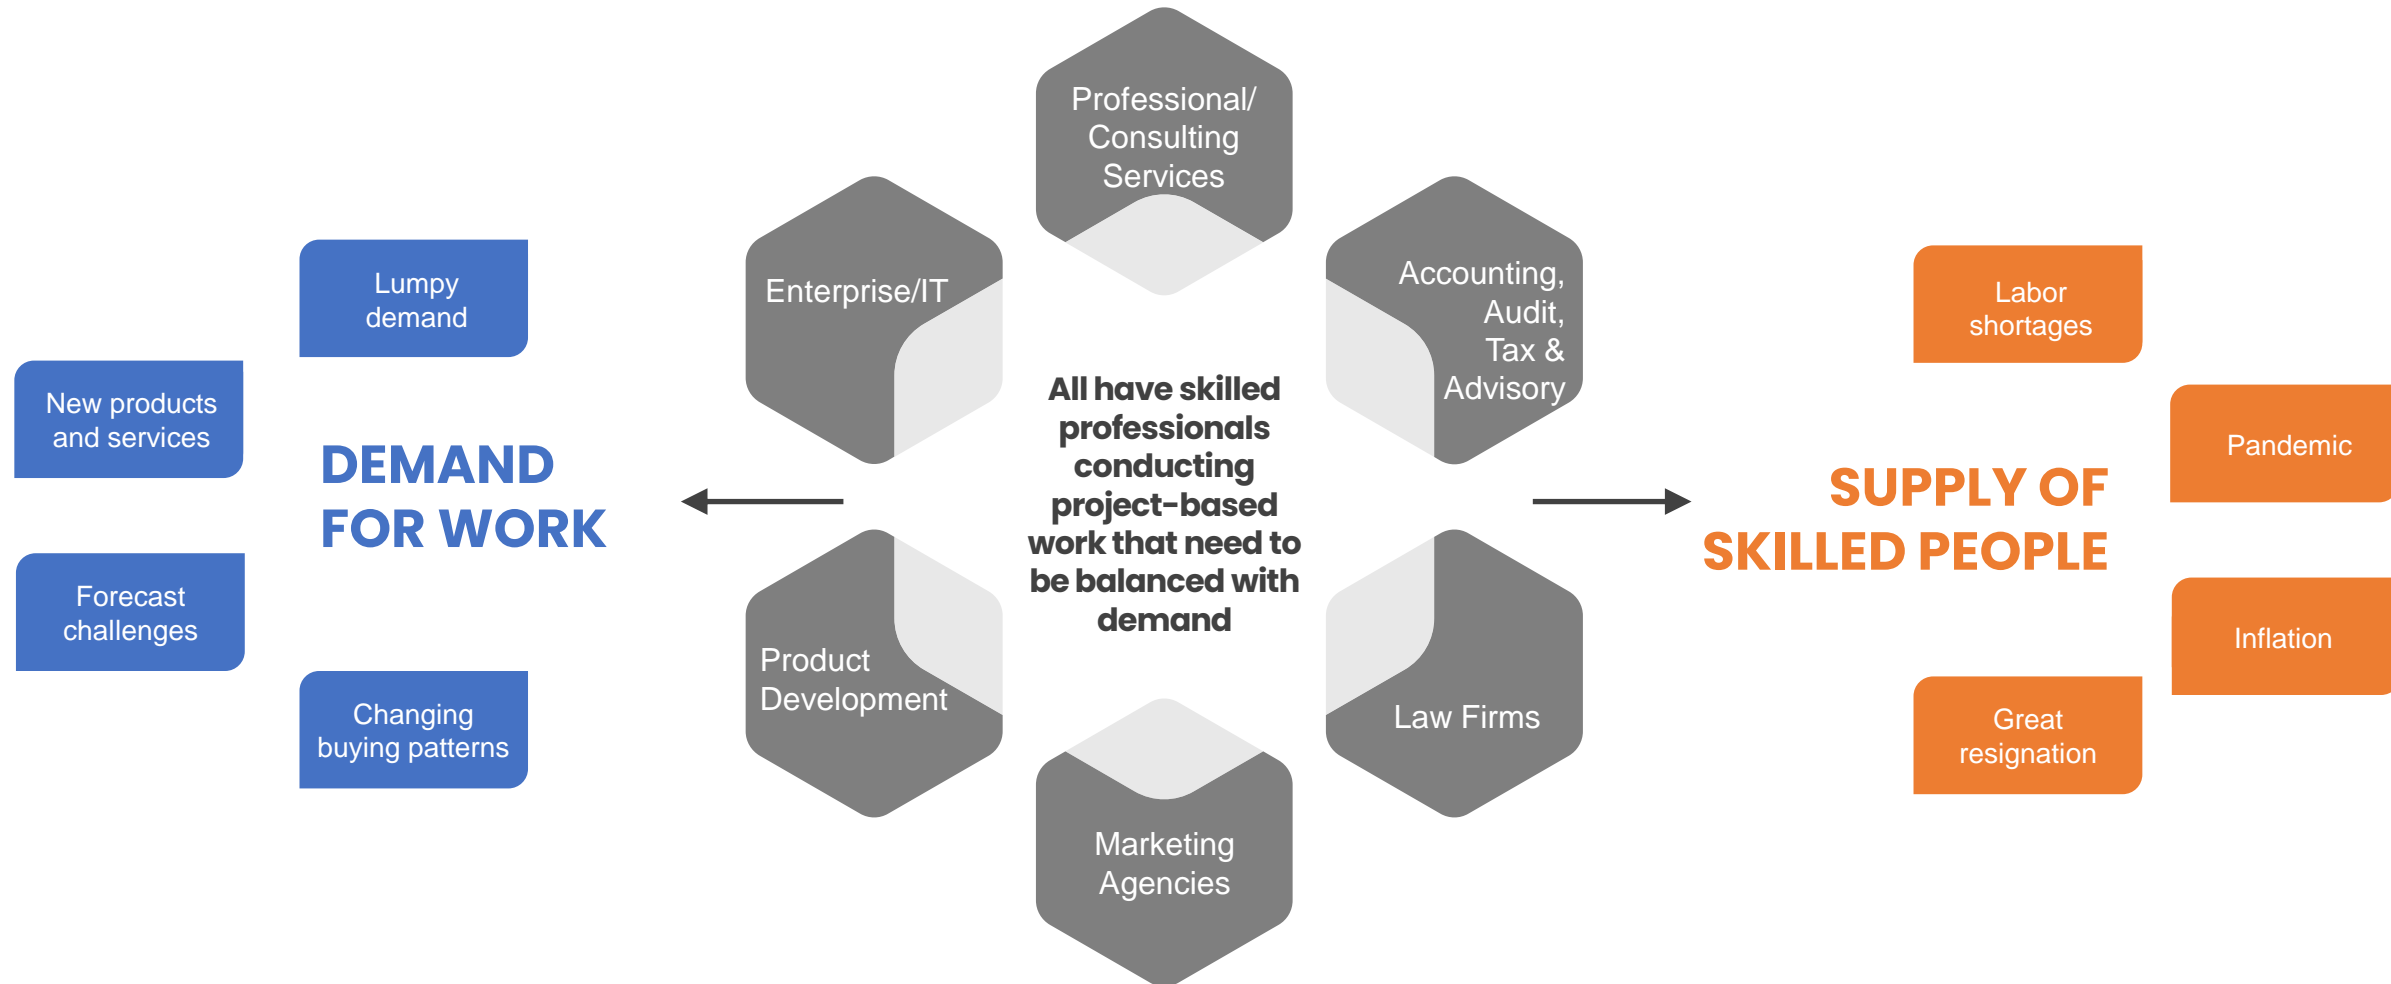 Lumpy
demand
New products
and services
DEMAND
FOR WORK
Forecast
challenges
Changing
buying patterns
Professional/
Consulting
Services
Enterprise/IT
Accounting,
Audit,
Tax &
Advisory
All have skilled
professionals
conducting
project-based
work that need to
be balanced with
demand
Product
Development
Law Firms
Marketing
Agencies
Labor
shortages
Pandemic
SUPPLY OF
SKILLED PEOPLE
Inflation
Great
resignation